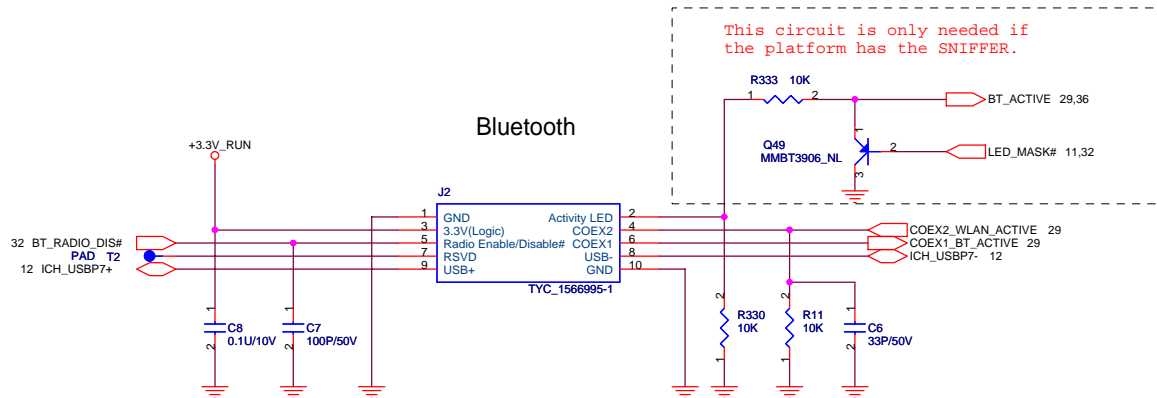 This circuit is only needed if
the platform has the SNIFFER.
R333 10K
1 2
BT_ACTIVE 29,36
Bluetooth
1
Q49
MMBT3906_NL
2
LED_MASK# 11,32
3
+3.3V_RUN
J2
1 GND Activity LED 2
3 3.3V(Logic) COEX2 4 COEX2_WLAN_ACTIVE 29
32 BT_RADIO_DIS# 5 Radio Enable/Disable# COEX1 6 COEX1_BT_ACTIVE 29
PAD T2 7 RSVD USB- 8 ICH_USBP7- 12
12 ICH_USBP7+ 9 USB+ GND 10
TYC_1566995-1
1 1 2 2 1
C8
0.1U/10V
C7
100P/50V
R330
10K
R11
10K
C6
33P/50V
2 2 1 1 2